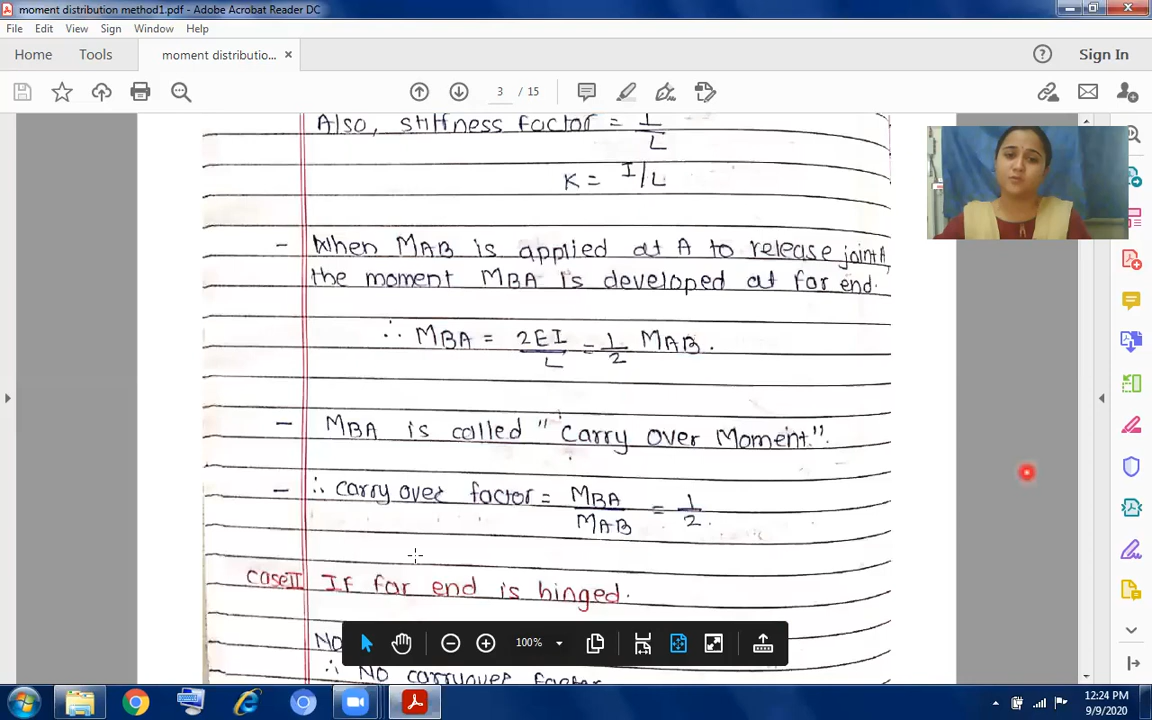 moment distribution method1.pdf - Adobe Acrobat Reader DC
File Edit View Sign Window Help
Home Tools moment distributio... × Sign In
3 / 15
Also, stiffness factor = I/L
K = I/L
- When MAB is applied at A to release joint A,
the moment MBA is developed at far end.
∴ MBA = 2EI/L = 1/2 MAB.
- MBA is called "Carry Over Moment".
- ∴ carry over factor = MBA/MAB = 1/2.
Case II If far end is hinged.
NO
∴ NO carryover factor
100%
12:24 PM
9/9/2020